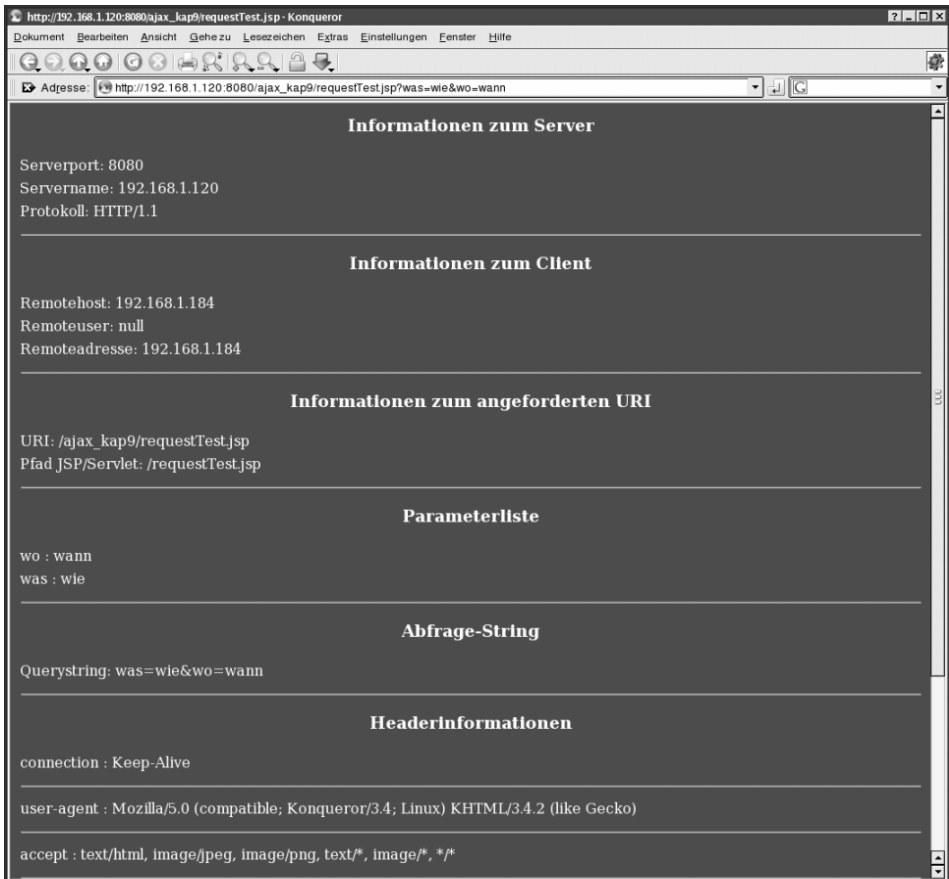 http://192.168.1.120:8080/ajax_kap9/requestTest.jsp - Konqueror
Dokument Bearbeiten Ansicht Gehe zu Lesezeichen Extras Einstellungen Fenster Hilfe
Adresse: http://192.168.1.120:8080/ajax_kap9/requestTest.jsp?was=wie&wo=wann
Informationen zum Server
Serverport: 8080
Servername: 192.168.1.120
Protokoll: HTTP/1.1
Informationen zum Client
Remotehost: 192.168.1.184
Remoteuser: null
Remoteadresse: 192.168.1.184
Informationen zum angeforderten URI
URI: /ajax_kap9/requestTest.jsp
Pfad JSP/Servlet: /requestTest.jsp
Parameterliste
wo : wann
was : wie
Abfrage-String
Querystring: was=wie&wo=wann
Headerinformationen
connection : Keep-Alive
user-agent : Mozilla/5.0 (compatible; Konqueror/3.4; Linux) KHTML/3.4.2 (like Gecko)
accept : text/html, image/jpeg, image/png, text/*, image/*, */*